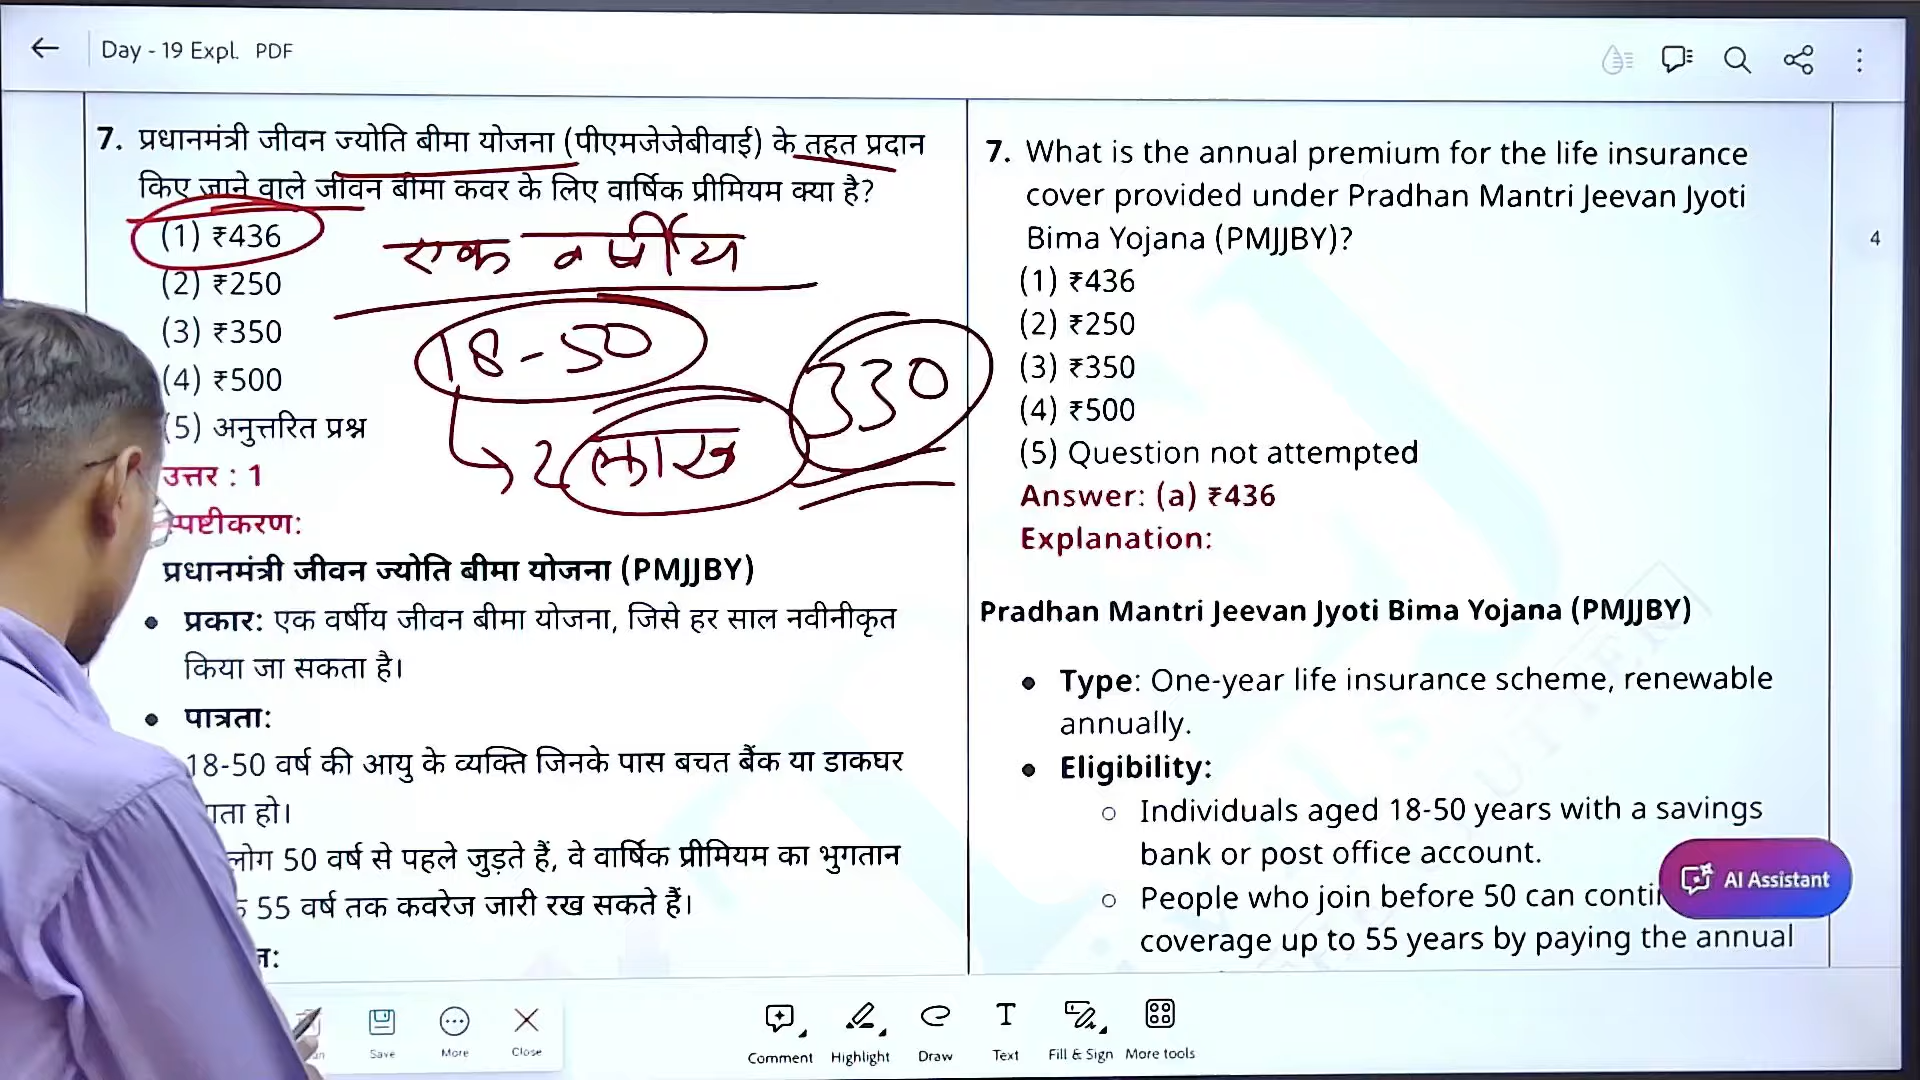 Day - 19 Expl. PDF
7. प्रधानमंत्री जीवन ज्योति बीमा योजना (पीएमजेजेबीवाई) के तहत प्रदान
किए जाने वाले जीवन बीमा कवर के लिए वार्षिक प्रीमियम क्या है?
(1) ₹436
(2) ₹250
(3) ₹350
(4) ₹500
(5) अनुत्तरित प्रश्न
उत्तर : 1
स्पष्टीकरण:
एक वर्षीय
18-50
2 लाख
330
प्रधानमंत्री जीवन ज्योति बीमा योजना (PMJJBY)
• प्रकार: एक वर्षीय जीवन बीमा योजना, जिसे हर साल नवीनीकृत
किया जा सकता है।
• पात्रता:
18-50 वर्ष की आयु के व्यक्ति जिनके पास बचत बैंक या डाकघर
हो।
लोग 50 वर्ष से पहले जुड़ते हैं, वे वार्षिक प्रीमियम का भुगतान
55 वर्ष तक कवरेज जारी रख सकते हैं।
7. What is the annual premium for the life insurance
cover provided under Pradhan Mantri Jeevan Jyoti
Bima Yojana (PMJJBY)?
(1) ₹436
(2) ₹250
(3) ₹350
(4) ₹500
(5) Question not attempted
Answer: (a) ₹436
Explanation:
Pradhan Mantri Jeevan Jyoti Bima Yojana (PMJJBY)
• Type: One-year life insurance scheme, renewable
annually.
• Eligibility:
○ Individuals aged 18-50 years with a savings
bank or post office account.
○ People who join before 50 can
coverage up to 55 years by paying the annual
4
AI Assistant
Save
More
Close
Comment
Highlight
Draw
Text
Fill & Sign
More tools